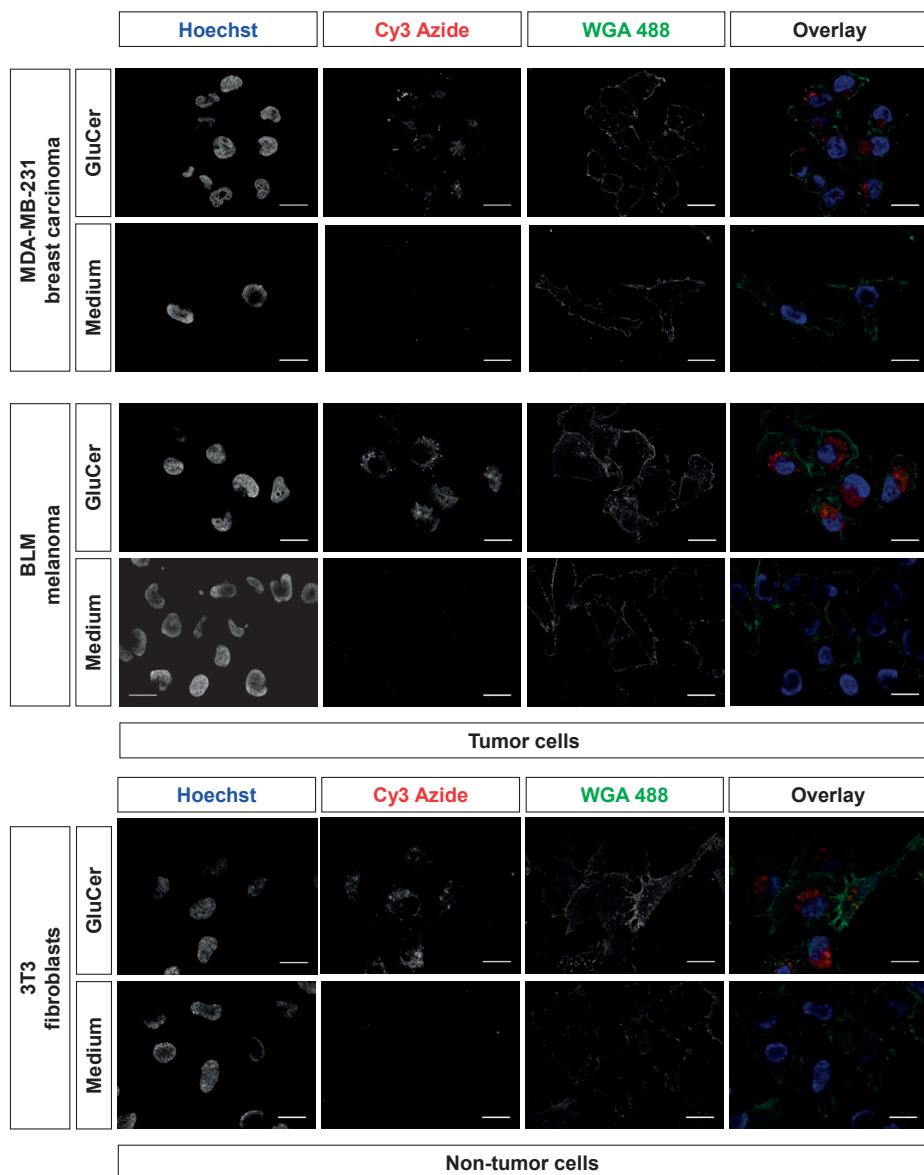 Hoechst
Cy3 Azide
WGA 488
Overlay
MDA-MB-231
breast carcinoma
GluCer
Medium
BLM
melanoma
GluCer
Medium
Tumor cells
Hoechst
Cy3 Azide
WGA 488
Overlay
3T3
fibroblasts
GluCer
Medium
Non-tumor cells